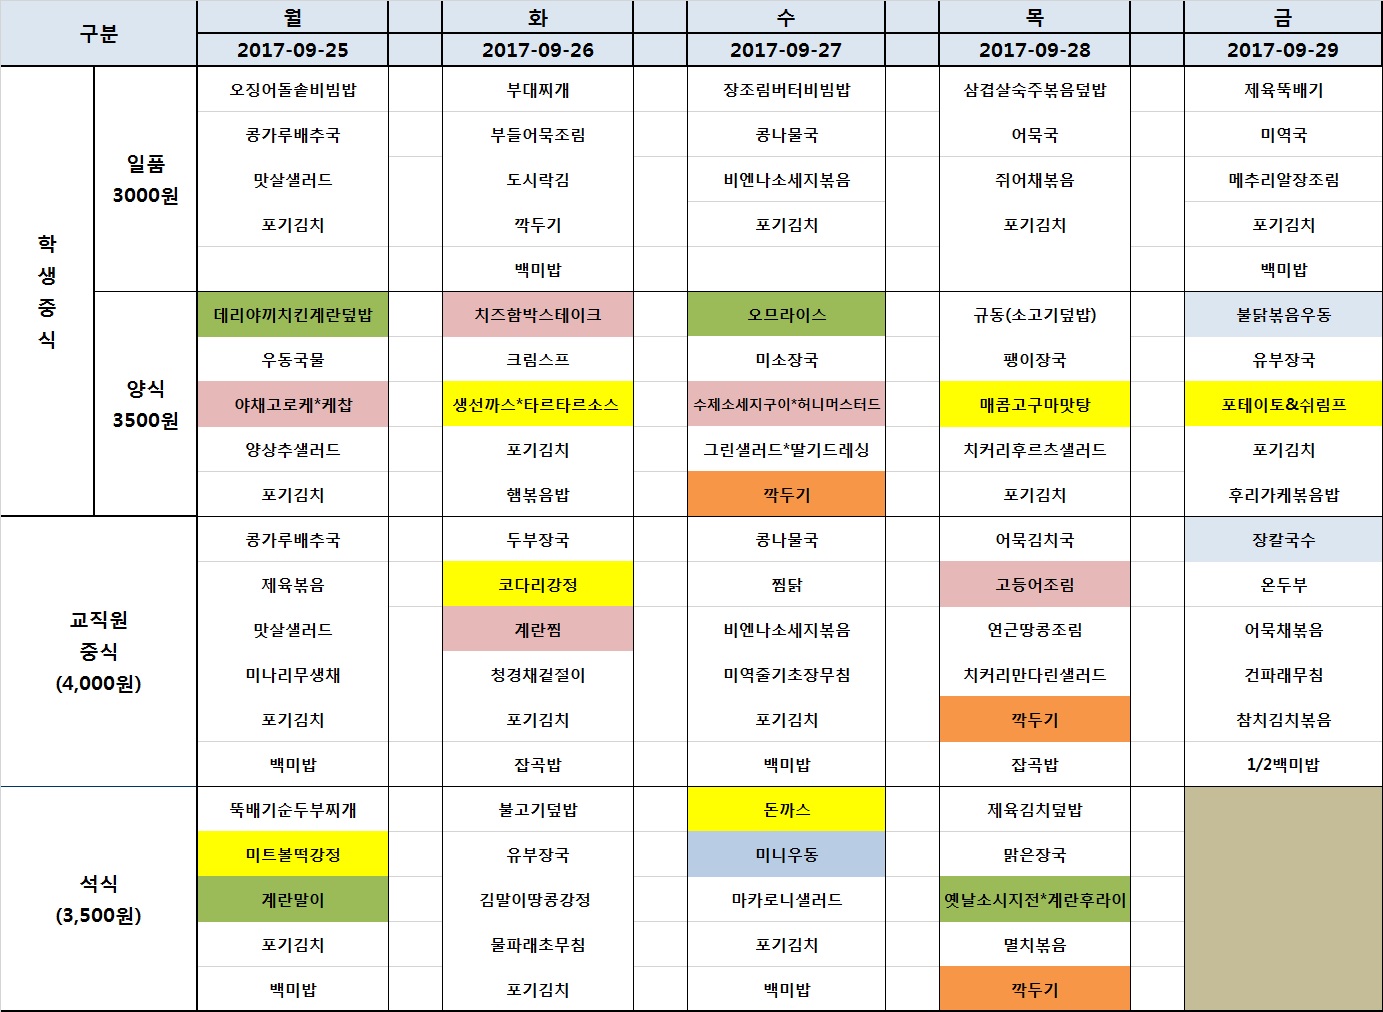 구분 월 화 수 목 금
2017-09-25 2017-09-26 2017-09-27 2017-09-28 2017-09-29
학생중식
일품
3000원
오징어돌솥비빔밥 부대찌개 장조림버터비빔밥 삼겹살숙주볶음덮밥 제육뚝배기
콩가루배추국 부들어묵조림 콩나물국 어묵국 미역국
맛살샐러드 도시락김 비엔나소세지볶음 쥐어채볶음 메추리알장조림
포기김치 깍두기 포기김치 포기김치 포기김치
백미밥 백미밥
양식
3500원
데리야끼치킨계란덮밥 치즈함박스테이크 오므라이스 규동(소고기덮밥) 불닭볶음우동
우동국물 크림스프 미소장국 팽이장국 유부장국
야채고로케*케찹 생선까스*타르타르소스 수제소세지구이*허니머스터드 매콤고구마맛탕 포테이토&쉬림프
양상추샐러드 포기김치 그린샐러드*딸기드레싱 치커리후르츠샐러드 포기김치
포기김치 햄볶음밥 깍두기 포기김치 후리가케볶음밥
교직원
중식
(4,000원)
콩가루배추국 두부장국 콩나물국 어묵김치국 장칼국수
제육볶음 코다리강정 찜닭 고등어조림 온두부
맛살샐러드 계란찜 비엔나소세지볶음 연근땅콩조림 어묵채볶음
미나리무생채 청경채겉절이 미역줄기초장무침 치커리만다린샐러드 건파래무침
포기김치 포기김치 포기김치 깍두기 참치김치볶음
백미밥 잡곡밥 백미밥 잡곡밥 1/2백미밥
석식
(3,500원)
뚝배기순두부찌개 불고기덮밥 돈까스 제육김치덮밥
미트볼떡강정 유부장국 미니우동 맑은장국
계란말이 김말이땅콩강정 마카로니샐러드 옛날소시지전*계란후라이
포기김치 물파래초무침 포기김치 멸치볶음
백미밥 포기김치 백미밥 깍두기